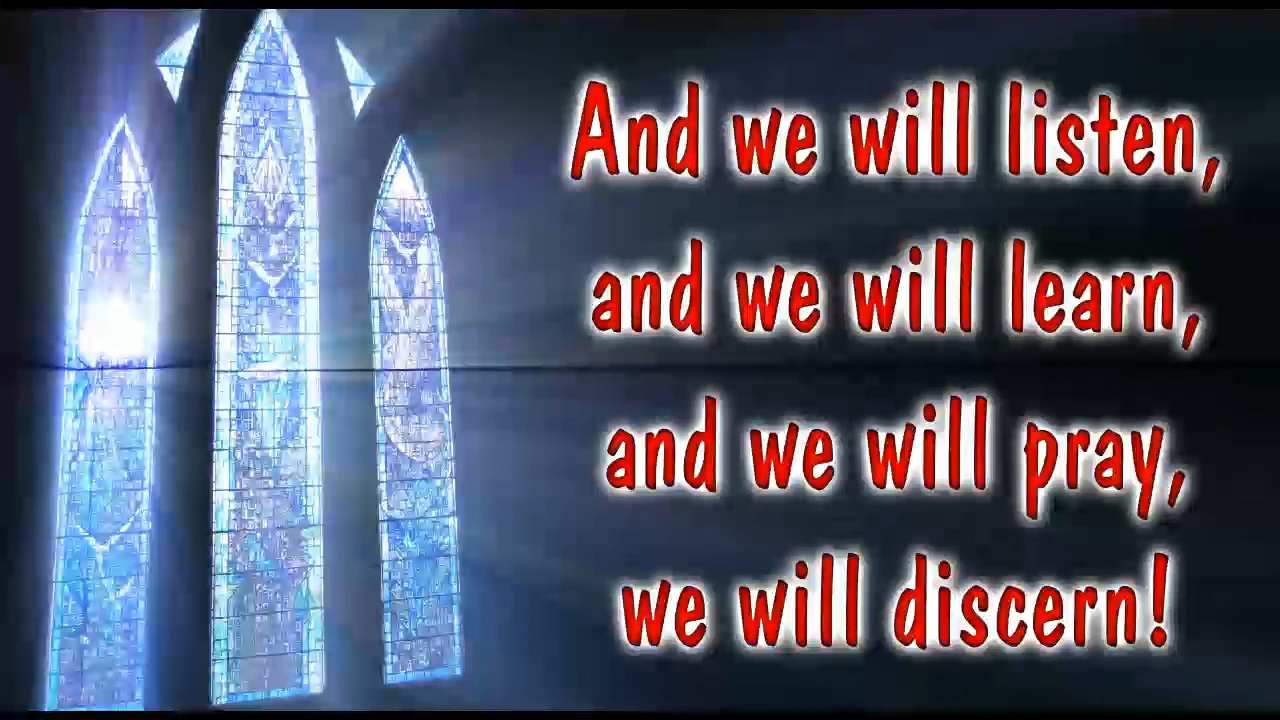 And we will listen,
and we will learn,
and we will pray,
we will discern!